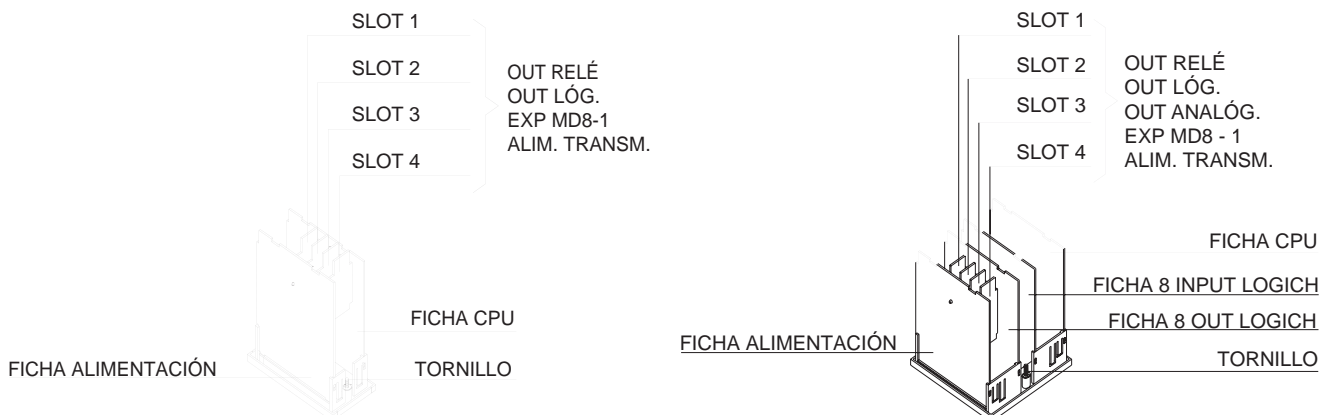 SLOT 1
SLOT 2
SLOT 3
SLOT 4
OUT RELÉ
OUT LÓG.
EXP MD8-1
ALIM. TRANSM.
FICHA CPU
FICHA ALIMENTACIÓN
TORNILLO
SLOT 1
SLOT 2
SLOT 3
SLOT 4
OUT RELÉ
OUT LÓG.
OUT ANALÓG.
EXP MD8 - 1
ALIM. TRANSM.
FICHA CPU
FICHA 8 INPUT LOGICH
FICHA 8 OUT LOGICH
FICHA ALIMENTACIÓN
TORNILLO